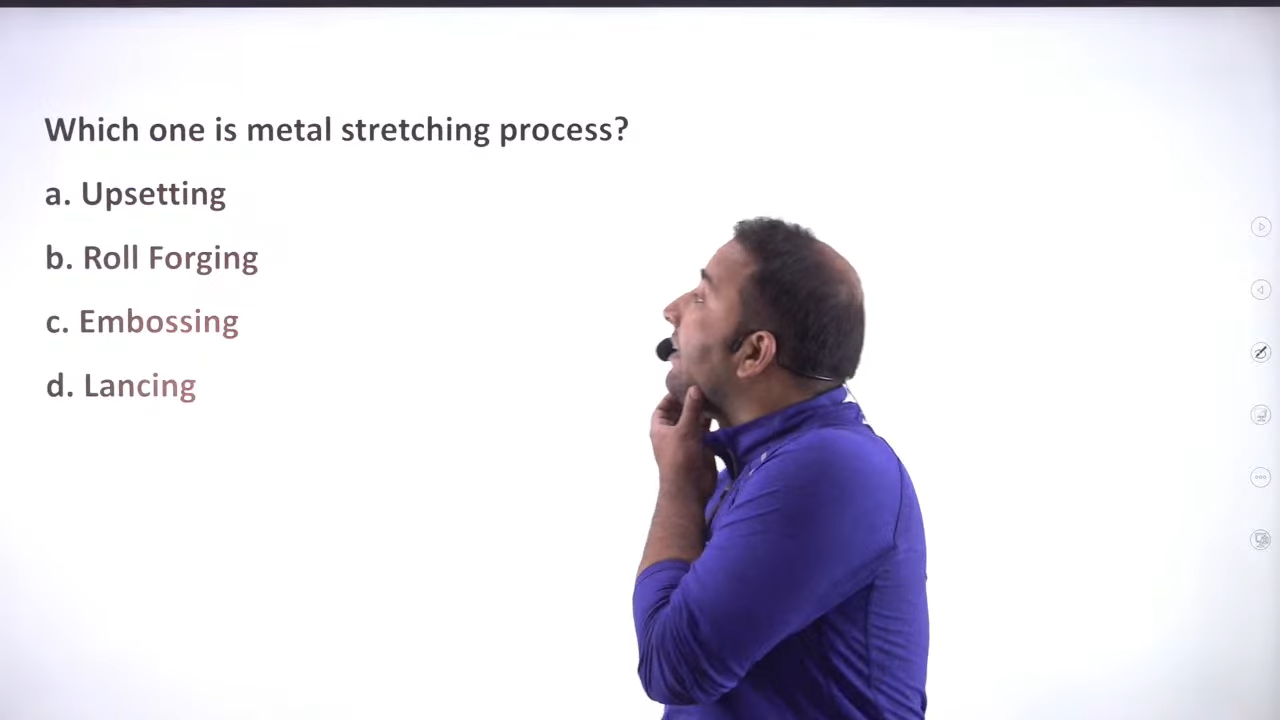 Which one is metal stretching process?
a. Upsetting
b. Roll Forging
c. Embossing
d. Lancing